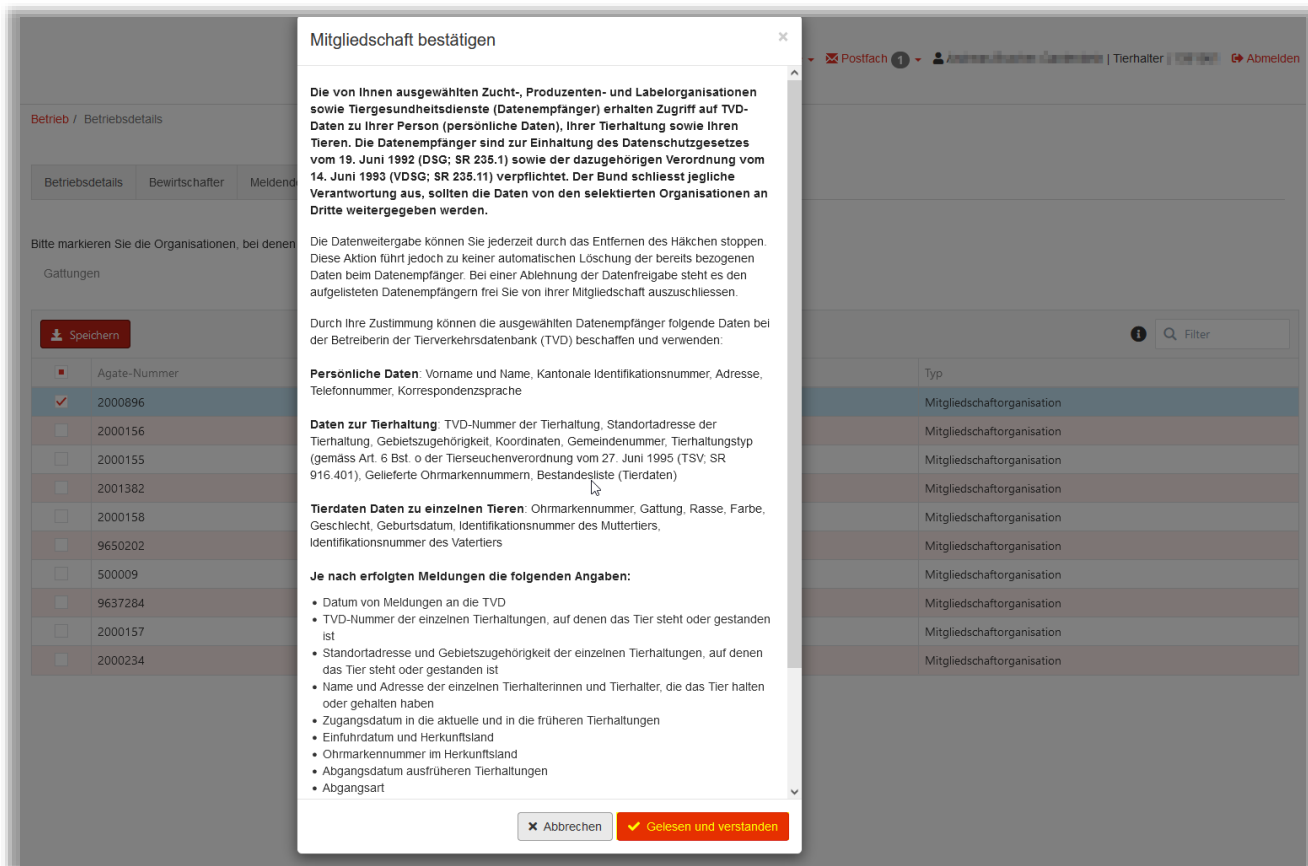 Mitgliedschaft bestätigen
×
Postfach 1
| Tierhalter |
Abmelden
Die von Ihnen ausgewählten Zucht-, Produzenten- und Labelorganisationen
sowie Tiergesundheitsdienste (Datenempfänger) erhalten Zugriff auf TVD-
Daten zu Ihrer Person (persönliche Daten), Ihrer Tierhaltung sowie Ihren
Tieren. Die Datenempfänger sind zur Einhaltung des Datenschutzgesetzes
vom 19. Juni 1992 (DSG; SR 235.1) sowie der dazugehörigen Verordnung vom
14. Juni 1993 (VDSG; SR 235.11) verpflichtet. Der Bund schliesst jegliche
Verantwortung aus, sollten die Daten von den selektierten Organisationen an
Dritte weitergegeben werden.
Die Datenweitergabe können Sie jederzeit durch das Entfernen des Häkchen stoppen.
Diese Aktion führt jedoch zu keiner automatischen Löschung der bereits bezogenen
Daten beim Datenempfänger. Bei einer Ablehnung der Datenfreigabe steht es den
aufgelisteten Datenempfängern frei Sie von ihrer Mitgliedschaft auszuschliessen.
Durch Ihre Zustimmung können die ausgewählten Datenempfänger folgende Daten bei
der Betreiberin der Tierverkehrsdatenbank (TVD) beschaffen und verwenden:
Persönliche Daten: Vorname und Name, Kantonale Identifikationsnummer, Adresse,
Telefonnummer, Korrespondenzsprache
Daten zur Tierhaltung: TVD-Nummer der Tierhaltung, Standortadresse der
Tierhaltung, Gebietszugehörigkeit, Koordinaten, Gemeindenummer, Tierhaltungstyp
(gemäss Art. 6 Bst. o der Tierseuchenverordnung vom 27. Juni 1995 (TSV; SR
916.401), Gelieferte Ohrmarkennummern, Bestandesliste (Tierdaten)
Tierdaten Daten zu einzelnen Tieren: Ohrmarkennummer, Gattung, Rasse, Farbe,
Geschlecht, Geburtsdatum, Identifikationsnummer des Muttertiers,
Identifikationsnummer des Vatertiers
Je nach erfolgten Meldungen die folgenden Angaben:
• Datum von Meldungen an die TVD
• TVD-Nummer der einzelnen Tierhaltungen, auf denen das Tier steht oder gestanden
ist
• Standortadresse und Gebietszugehörigkeit der einzelnen Tierhaltungen, auf denen
das Tier steht oder gestanden ist
• Name und Adresse der einzelnen Tierhalterinnen und Tierhalter, die das Tier halten
oder gehalten haben
• Zugangsdatum in die aktuelle und in die früheren Tierhaltungen
• Einfuhrdatum und Herkunftsland
• Ohrmarkennummer im Herkunftsland
• Abgangsdatum ausfrüheren Tierhaltungen
• Abgangsart
Abbrechen
Gelesen und verstanden
Betrieb / Betriebsdetails
Betriebsdetails Bewirtschafter
Bitte markieren Sie die Organisationen, bei denen
Gattungen
Speichern
Filter
Agate-Nummer Typ
2000896 Mitgliedschaftorganisation
2000156 Mitgliedschaftorganisation
2000155 Mitgliedschaftorganisation
2001382 Mitgliedschaftorganisation
2000158 Mitgliedschaftorganisation
9650202 Mitgliedschaftorganisation
500009 Mitgliedschaftorganisation
9637284 Mitgliedschaftorganisation
2000157 Mitgliedschaftorganisation
2000234 Mitgliedschaftorganisation